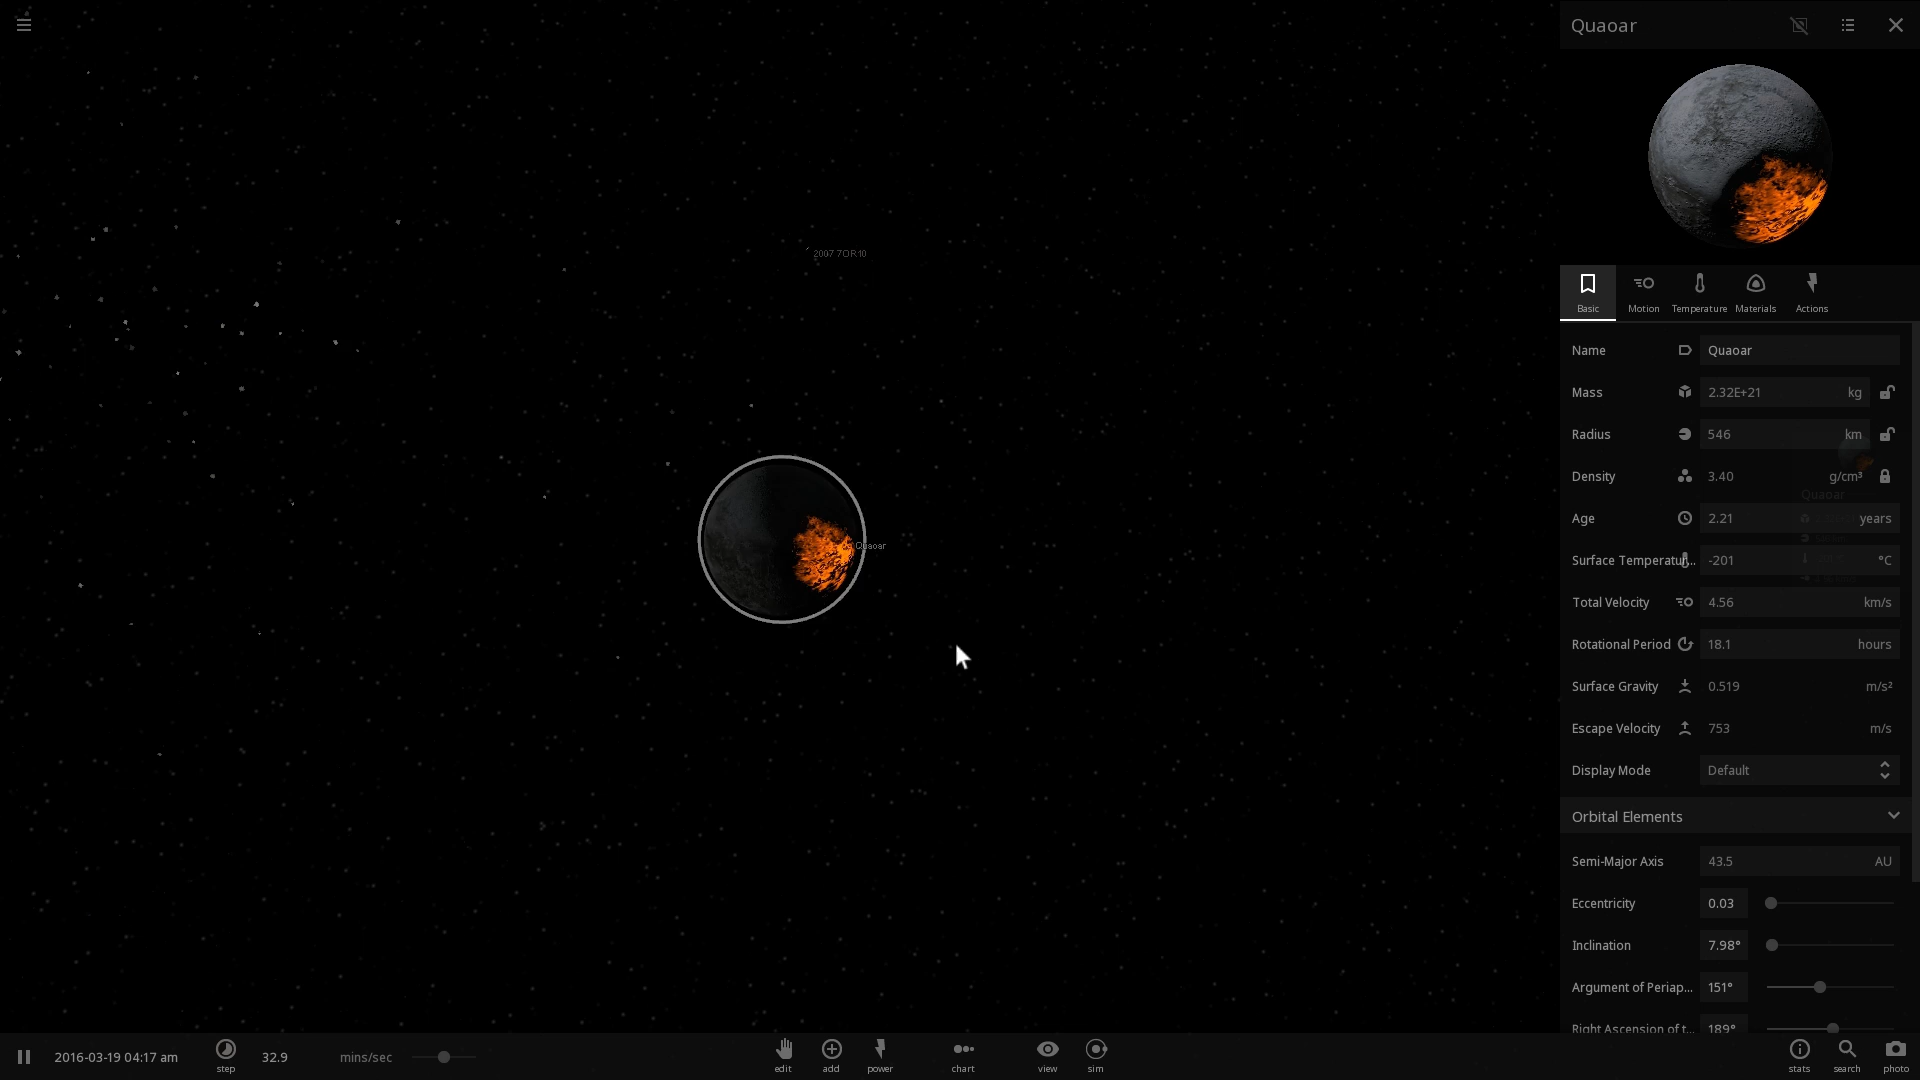 Quaoar
2007 7OR10
Quaoar
Basic Motion Temperature Materials Actions
Name Quaoar
Mass 2.32E+21 kg
Radius 546 km
Density 3.40 g/cm³
Quaoar
Age 2.21 years
Surface Temperatur... -201 °C
Total Velocity 4.56 km/s
Rotational Period 18.1 hours
Surface Gravity 0.519 m/s²
Escape Velocity 753 m/s
Display Mode Default
Orbital Elements
Semi-Major Axis 43.5 AU
Eccentricity 0.03
Inclination 7.98°
Argument of Periap... 151°
Right Ascension of t... 189°
2016-03-19 04:17 am step 32.9 mins/sec edit add power chart view sim stats search photo